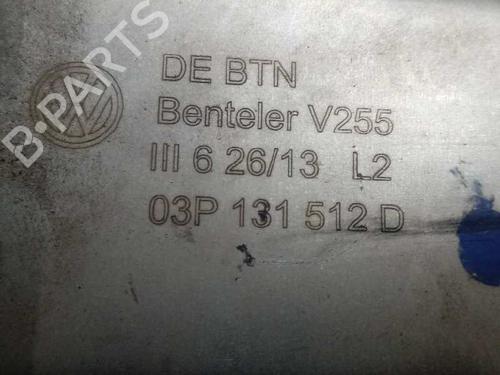 B-PARTS
DE BTN
Benteler V255
III 6 26/13 L2
03P 131 512 D